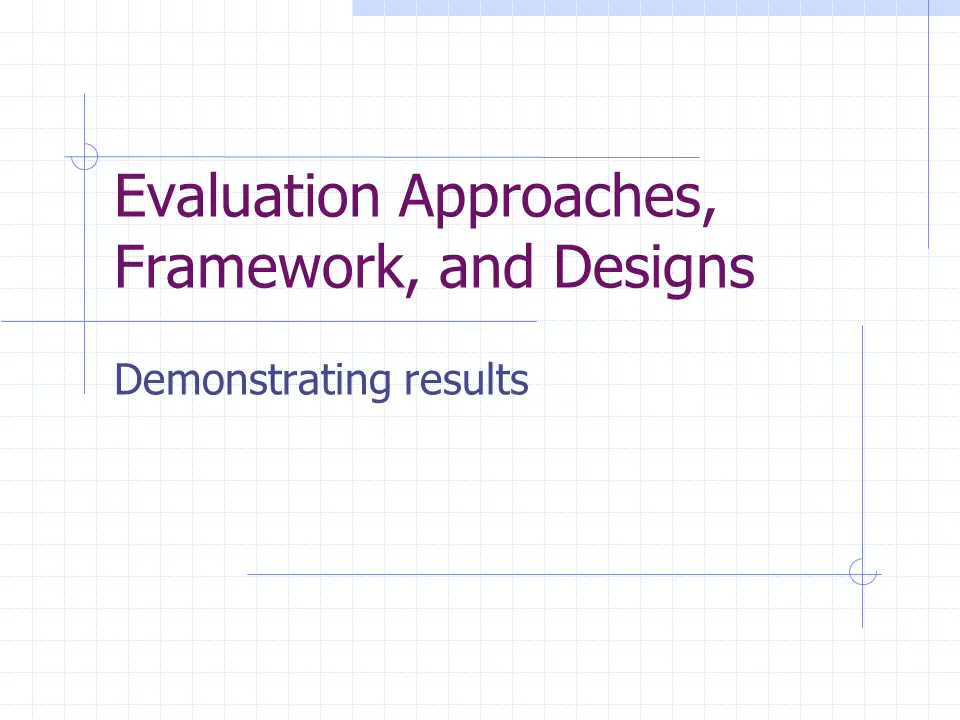 Evaluation Approaches,
Framework, and Designs
Demonstrating results